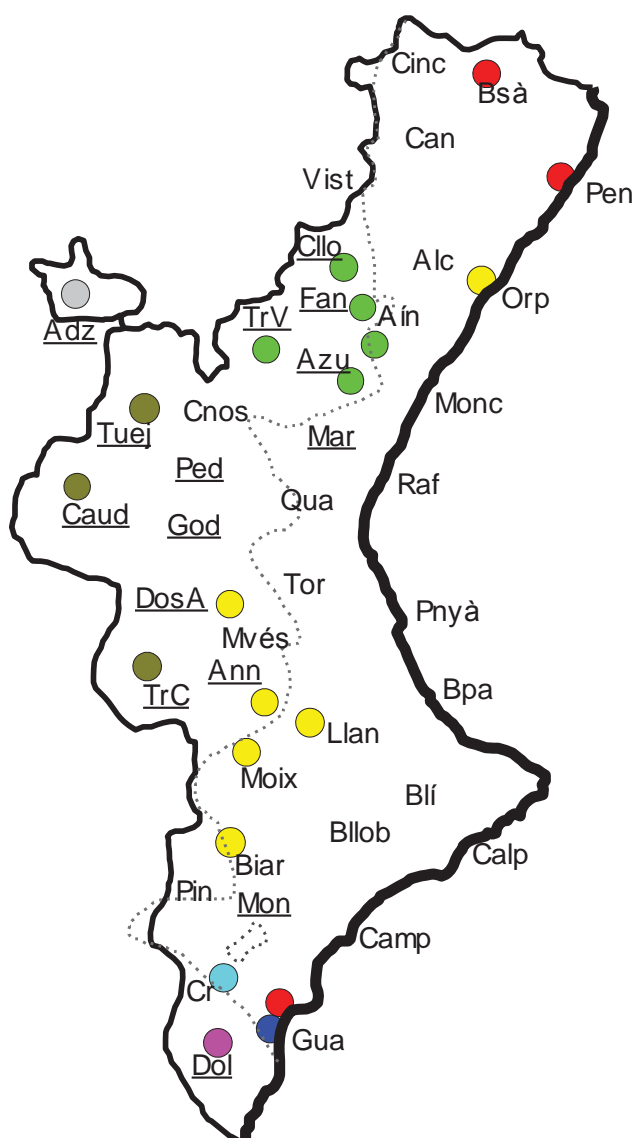 Cinc
Bsà
Can
Vist
Pen
Cllo
Alc
Fan
Orp
Adz
TrV
Aín
Azu
Cnos
Monc
Tuej
Mar
Ped
Raf
Qua
Caud
God
Tor
DosA
Pnyà
Mvés
Ann
Bpa
TrC
Llan
Moix
Blí
Bllob
Calp
Biar
Pin
Mon
Camp
Cr
Gua
Dol